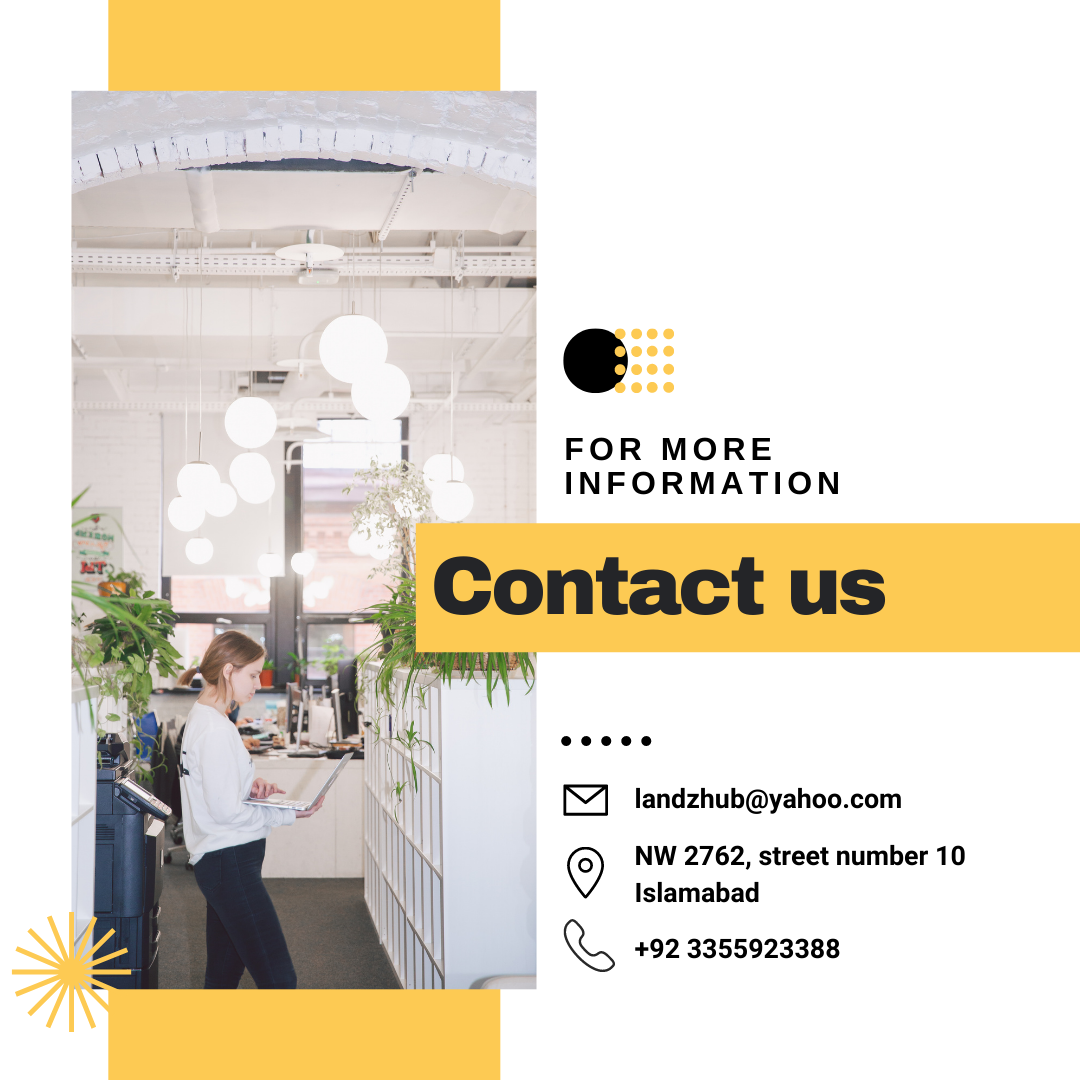 FOR MORE
INFORMATION
Contact us
landzhub@yahoo.com
NW 2762, street number 10
Islamabad
+92 3355923388